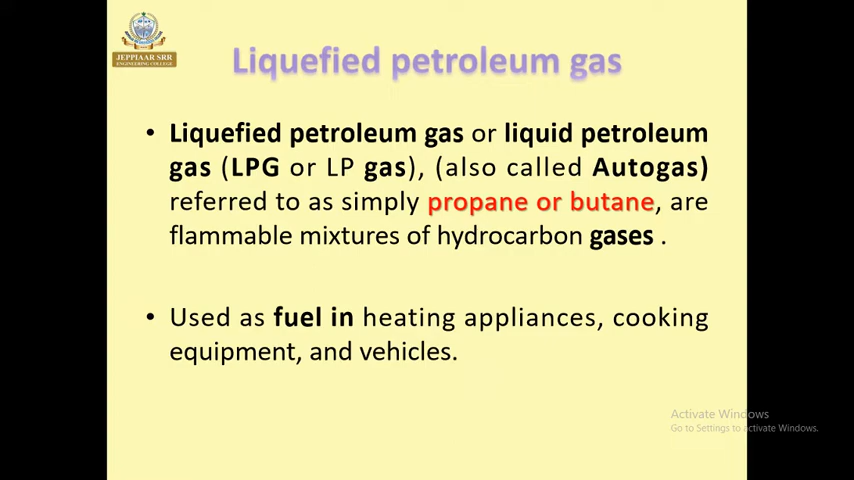 JEPPIAAR SRR
ENGINEERING COLLEGE
Liquefied petroleum gas
• Liquefied petroleum gas or liquid petroleum
gas (LPG or LP gas), (also called Autogas)
referred to as simply propane or butane, are
flammable mixtures of hydrocarbon gases .
• Used as fuel in heating appliances, cooking
equipment, and vehicles.
Activate Windows
Go to Settings to activate Windows.